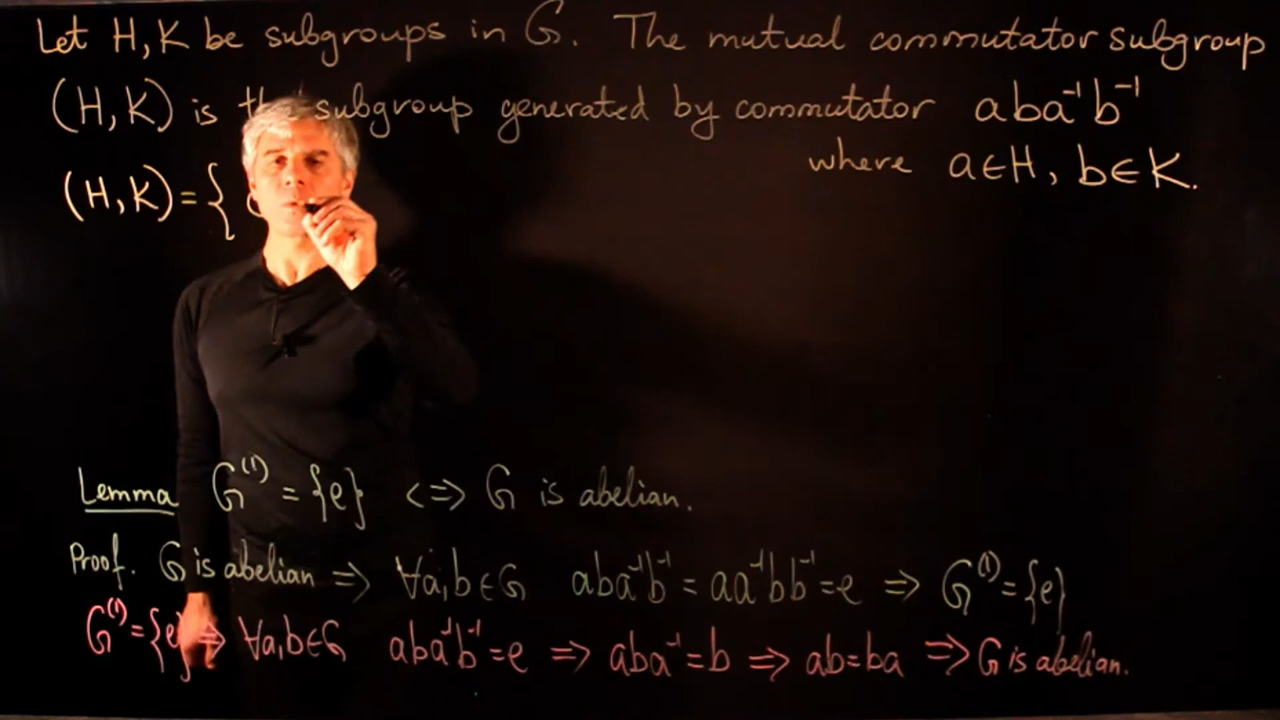 Let H, K be subgroups in G. The mutual commutator subgroup
(H, K) is the subgroup generated by commutator aba⁻¹b⁻¹
where a∈H, b∈K.
(H, K) = {
Lemma G⁽¹⁾ = {e} <=> G is abelian.
Proof. G is abelian => ∀a,b∈G aba⁻¹b⁻¹ = aa⁻¹bb⁻¹ = e => G⁽¹⁾ = {e}
G⁽¹⁾ = {e} => ∀a,b∈G aba⁻¹b⁻¹ = e => aba⁻¹ = b => ab = ba => G is abelian.